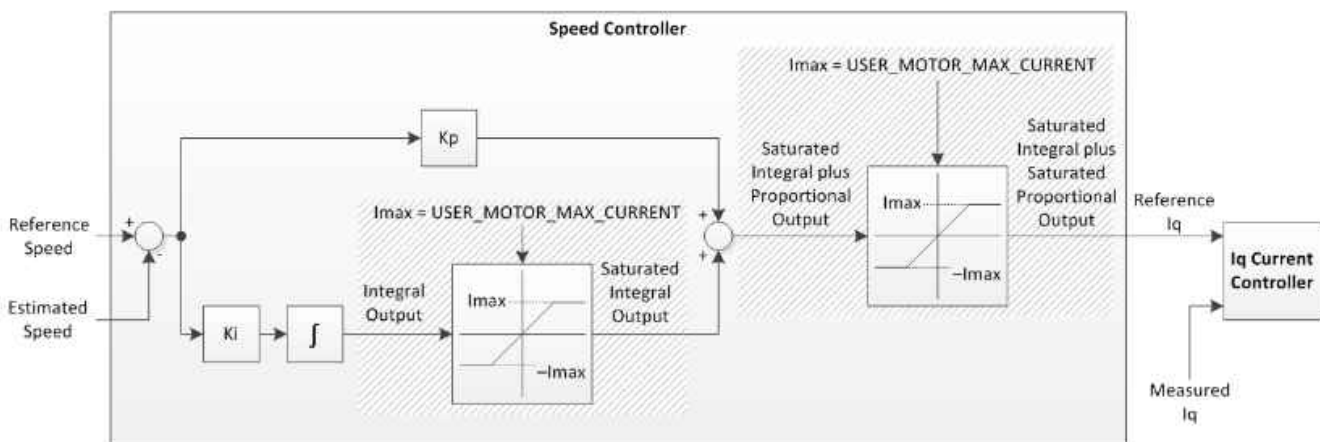 Speed Controller
Imax = USER_MOTOR_MAX_CURRENT
Kp
Saturated
Integral plus
Proportional
Output
Imax
–Imax
Saturated
Integral plus
Saturated
Proportional
Output
Reference
Speed
+
-
Estimated
Speed
Imax = USER_MOTOR_MAX_CURRENT
Ki
∫
Integral
Output
Imax
–Imax
Saturated
Integral
Output
+
+
Reference
Iq
Iq Current
Controller
Measured
Iq